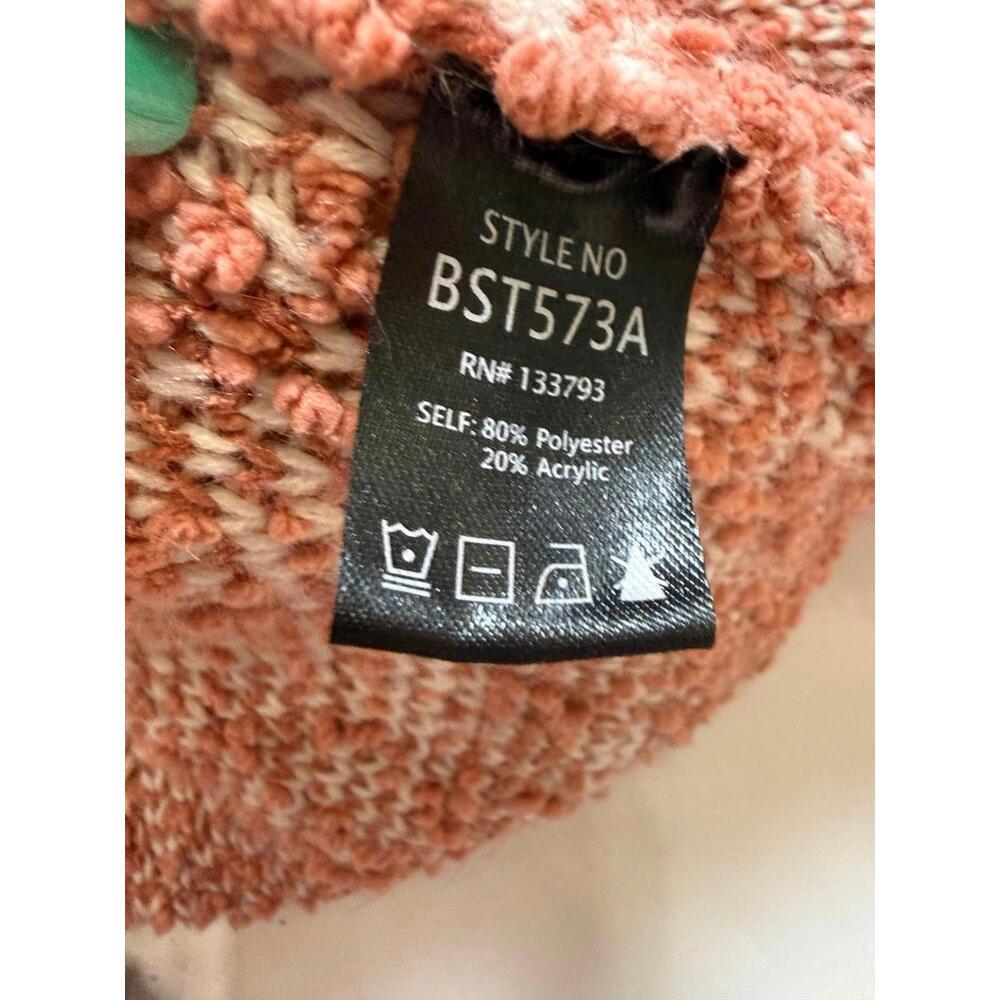 STYLE NO
BST573A
RN# 133793
SELF: 80% Polyester
20% Acrylic